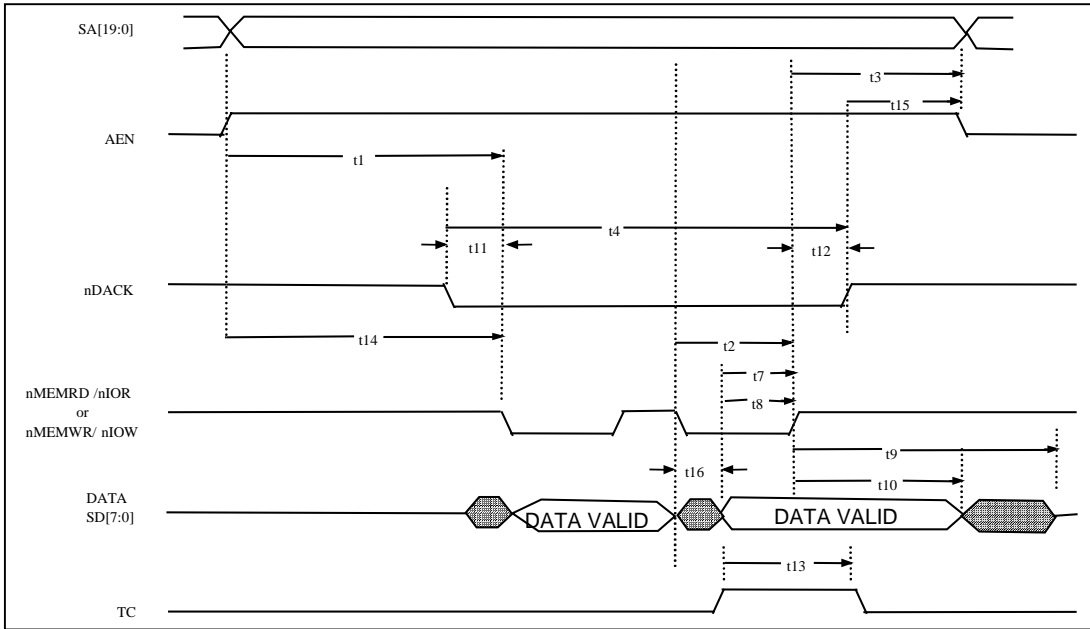 SA[19:0]
t3
t15
AEN
t1
t4
t11
t12
nDACK
t14
t2
t7
nMEMRD /nIOR
or
nMEMWR/ nIOW
t8
t9
t16
t10
DATA
SD[7:0]
DATA VALID
DATA VALID
t13
TC